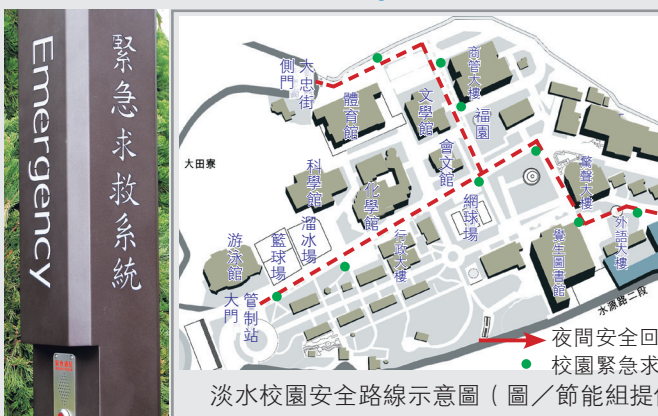 緊急求救系統
Emergency
大忠街
側門
體育館
文學館
商管大樓
福園
大田寮
科學館
化學館
會文館
驚聲大樓
游泳館
籃球場
溜冰場
行政大樓
網球場
外語大樓
覺生圖書館
大門
管制站
水源路二段
夜間安全回
校園緊急求
淡水校園安全路線示意圖（圖／節能組提